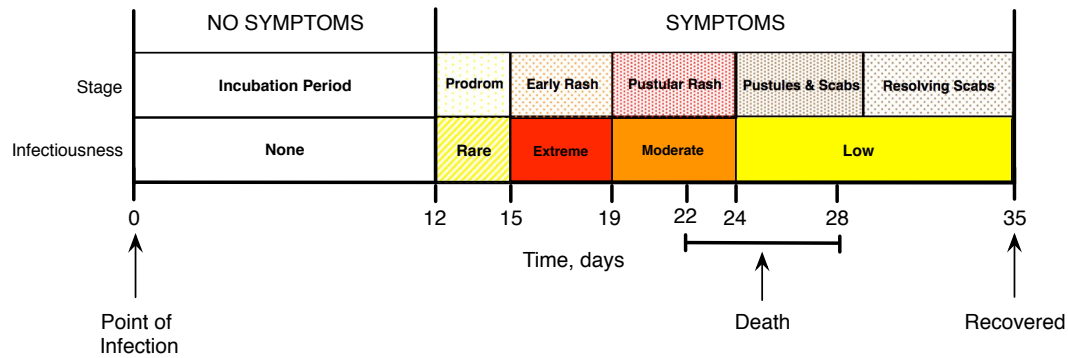 NO SYMPTOMS SYMPTOMS
Stage Incubation Period Prodrom Early Rash Pustular Rash Pustules & Scabs Resolving Scabs
Infectiousness None Rare Extreme Moderate Low
0 12 15 19 22 24 28 35
Time, days
Point of
Infection
Death
Recovered